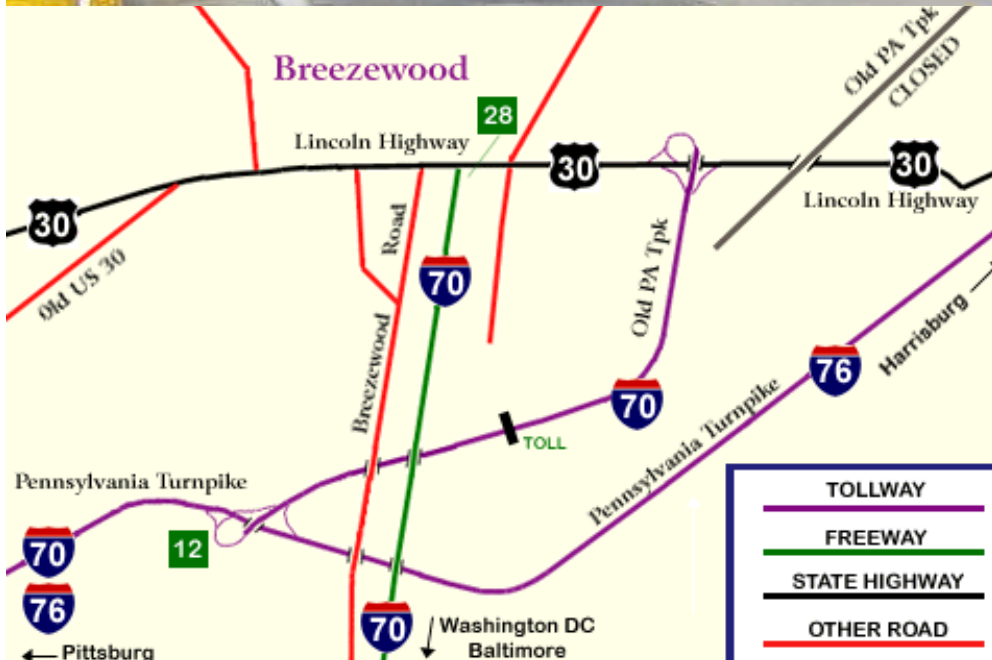 Breezewood
28
Lincoln Highway
30
30
30
Old PA Tpk
CLOSED
Lincoln Highway
Old US 30
Road
Breezewood
70
Old PA Tpk
Harrisburg
76
70
TOLL
Pennsylvania Turnpike
Pennsylvania Turnpike
12
70
76
Pittsburg
70
Washington DC
Baltimore
TOLLWAY
FREEWAY
STATE HIGHWAY
OTHER ROAD